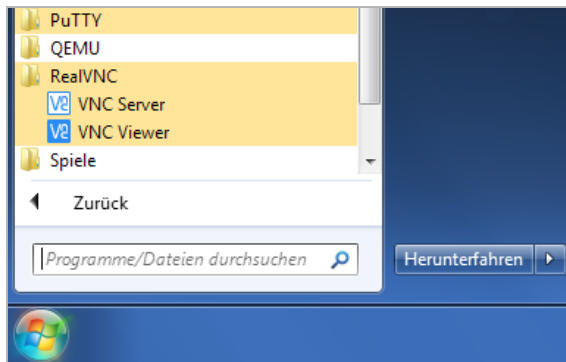 PuTTY
QEMU
RealVNC
VNC Server
VNC Viewer
Spiele
Zurück
Programme/Dateien durchsuchen
Herunterfahren